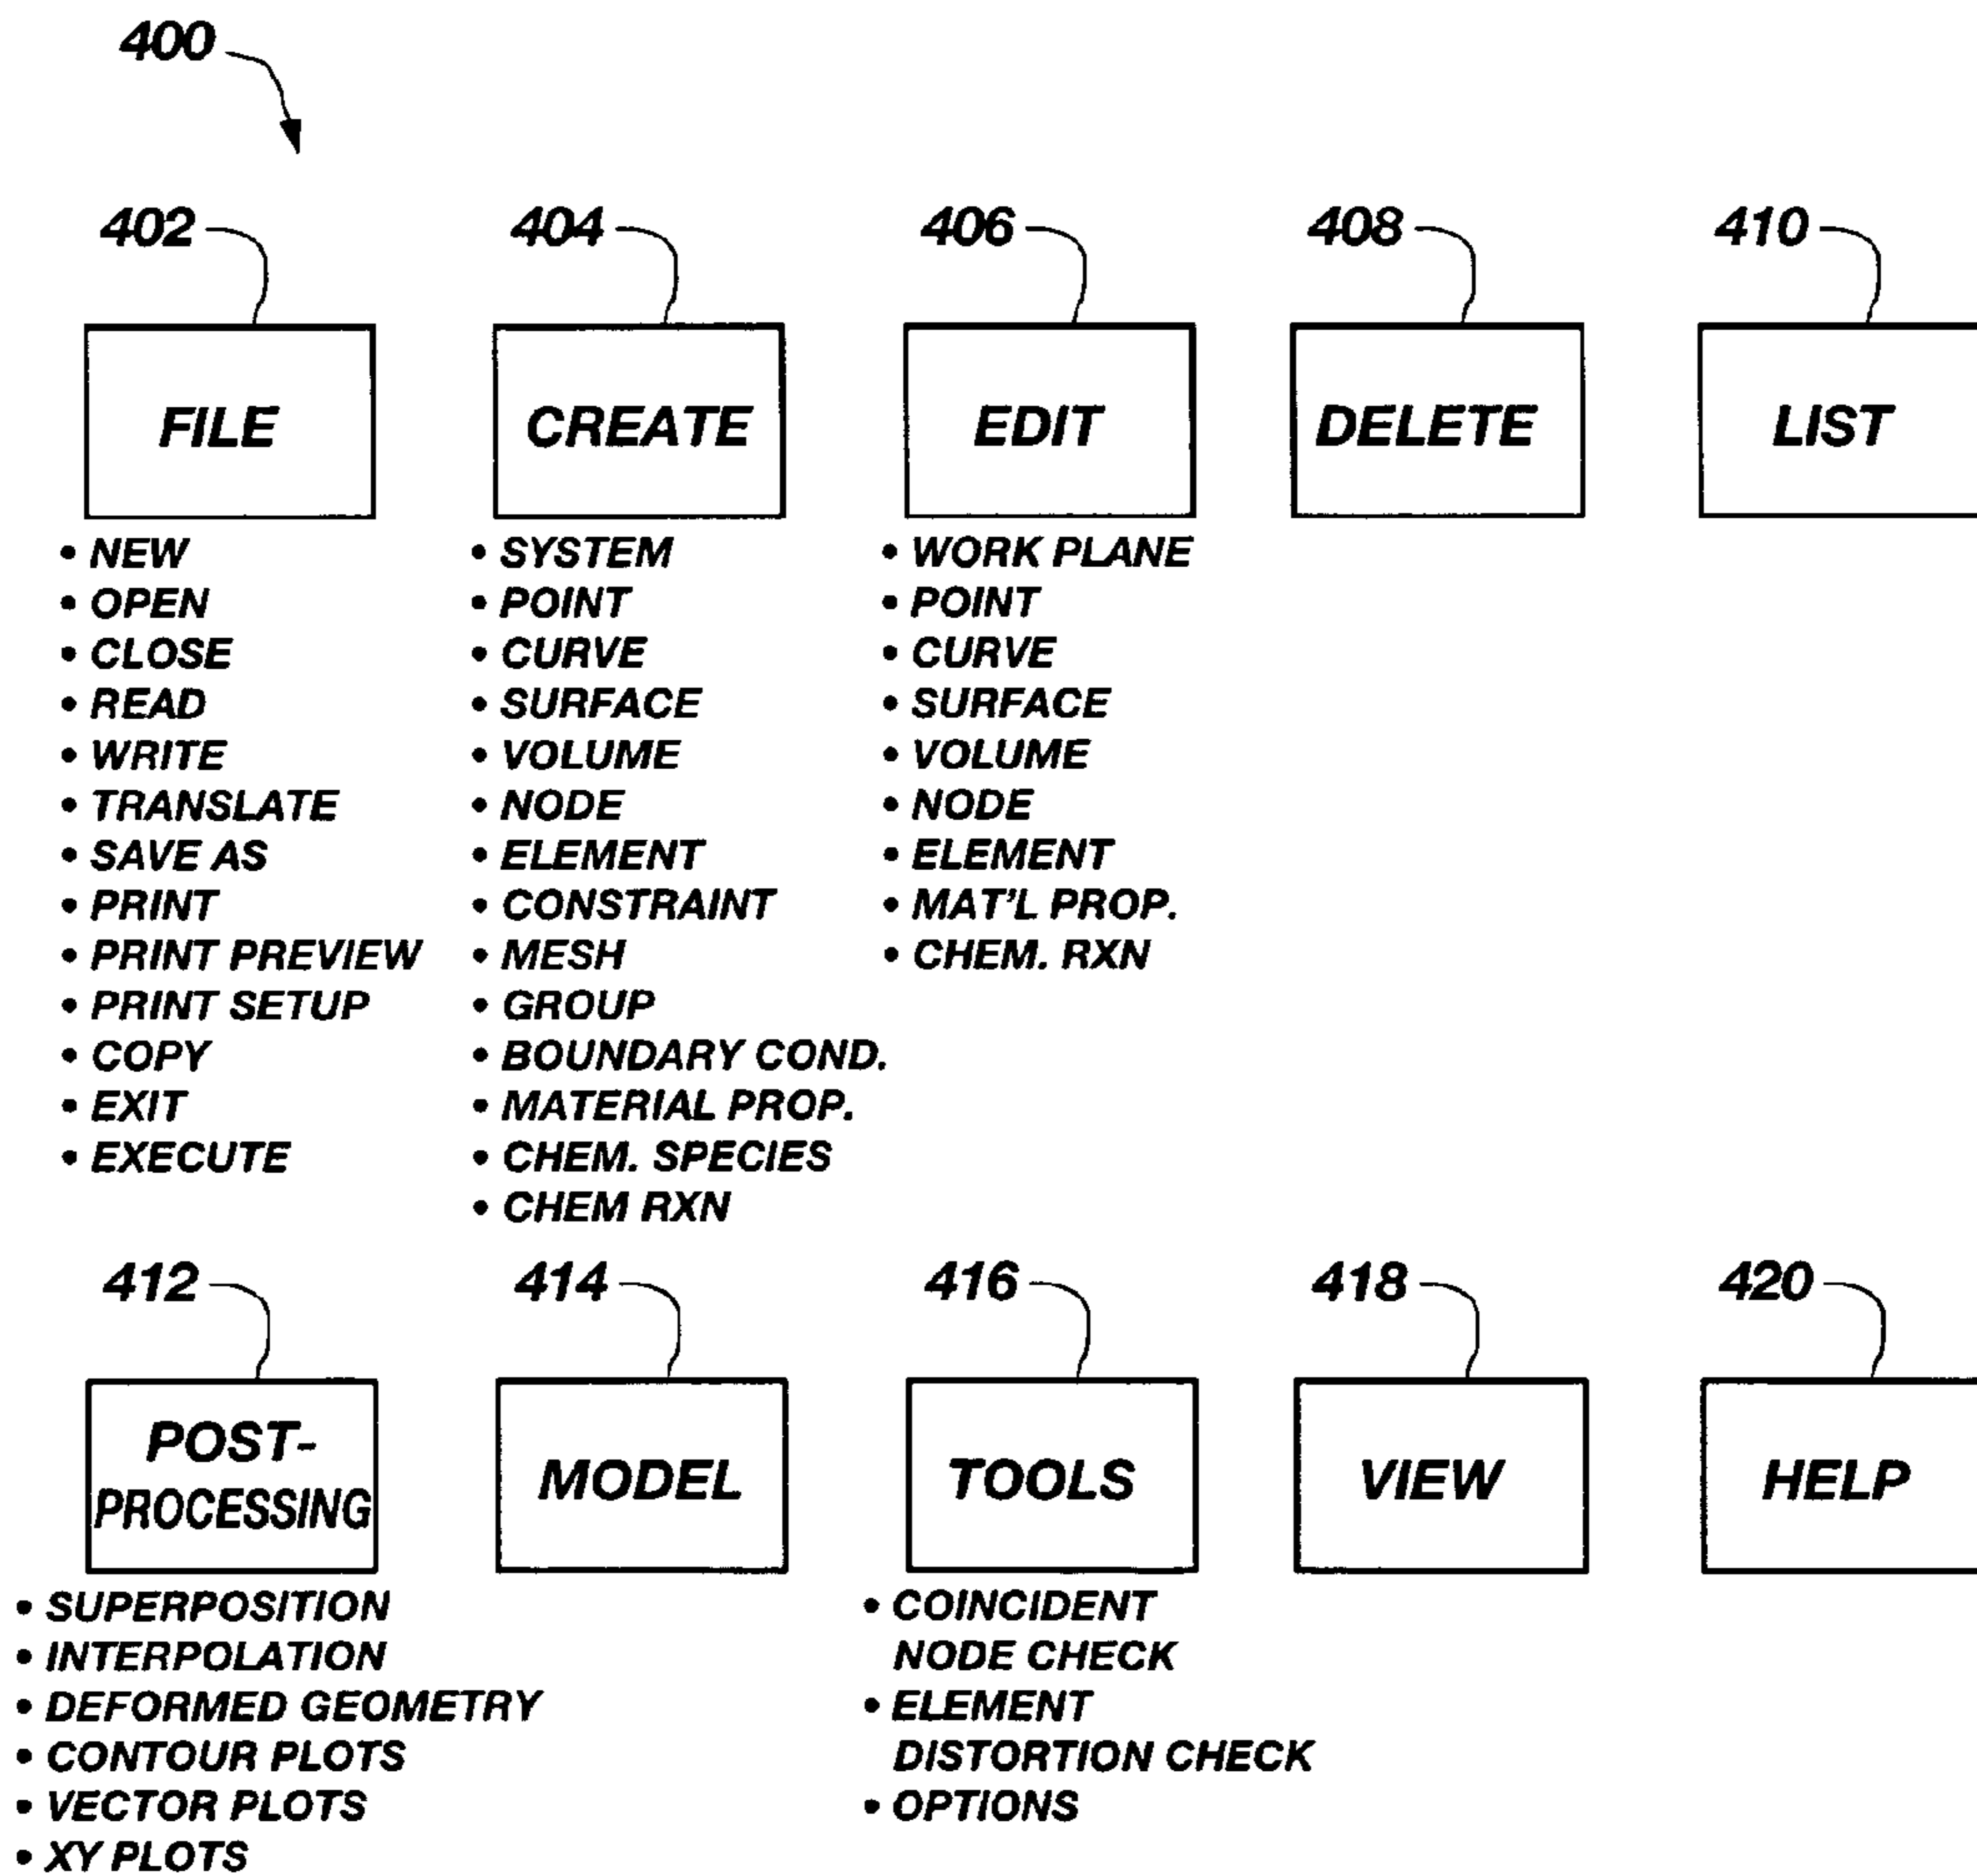 400
402
404
406
408
410
FILE
CREATE
EDIT
DELETE
LIST
• NEW
• OPEN
• CLOSE
• READ
• WRITE
• TRANSLATE
• SAVE AS
• PRINT
• PRINT PREVIEW
• PRINT SETUP
• COPY
• EXIT
• EXECUTE
• SYSTEM
• POINT
• CURVE
• SURFACE
• VOLUME
• NODE
• ELEMENT
• CONSTRAINT
• MESH
• GROUP
• BOUNDARY COND.
• MATERIAL PROP.
• CHEM. SPECIES
• CHEM RXN
• WORK PLANE
• POINT
• CURVE
• SURFACE
• VOLUME
• NODE
• ELEMENT
• MAT'L PROP.
• CHEM. RXN
412
414
416
418
420
POST-
PROCESSING
MODEL
TOOLS
VIEW
HELP
• SUPERPOSITION
• INTERPOLATION
• DEFORMED GEOMETRY
• CONTOUR PLOTS
• VECTOR PLOTS
• XY PLOTS
• COINCIDENT
NODE CHECK
• ELEMENT
DISTORTION CHECK
• OPTIONS